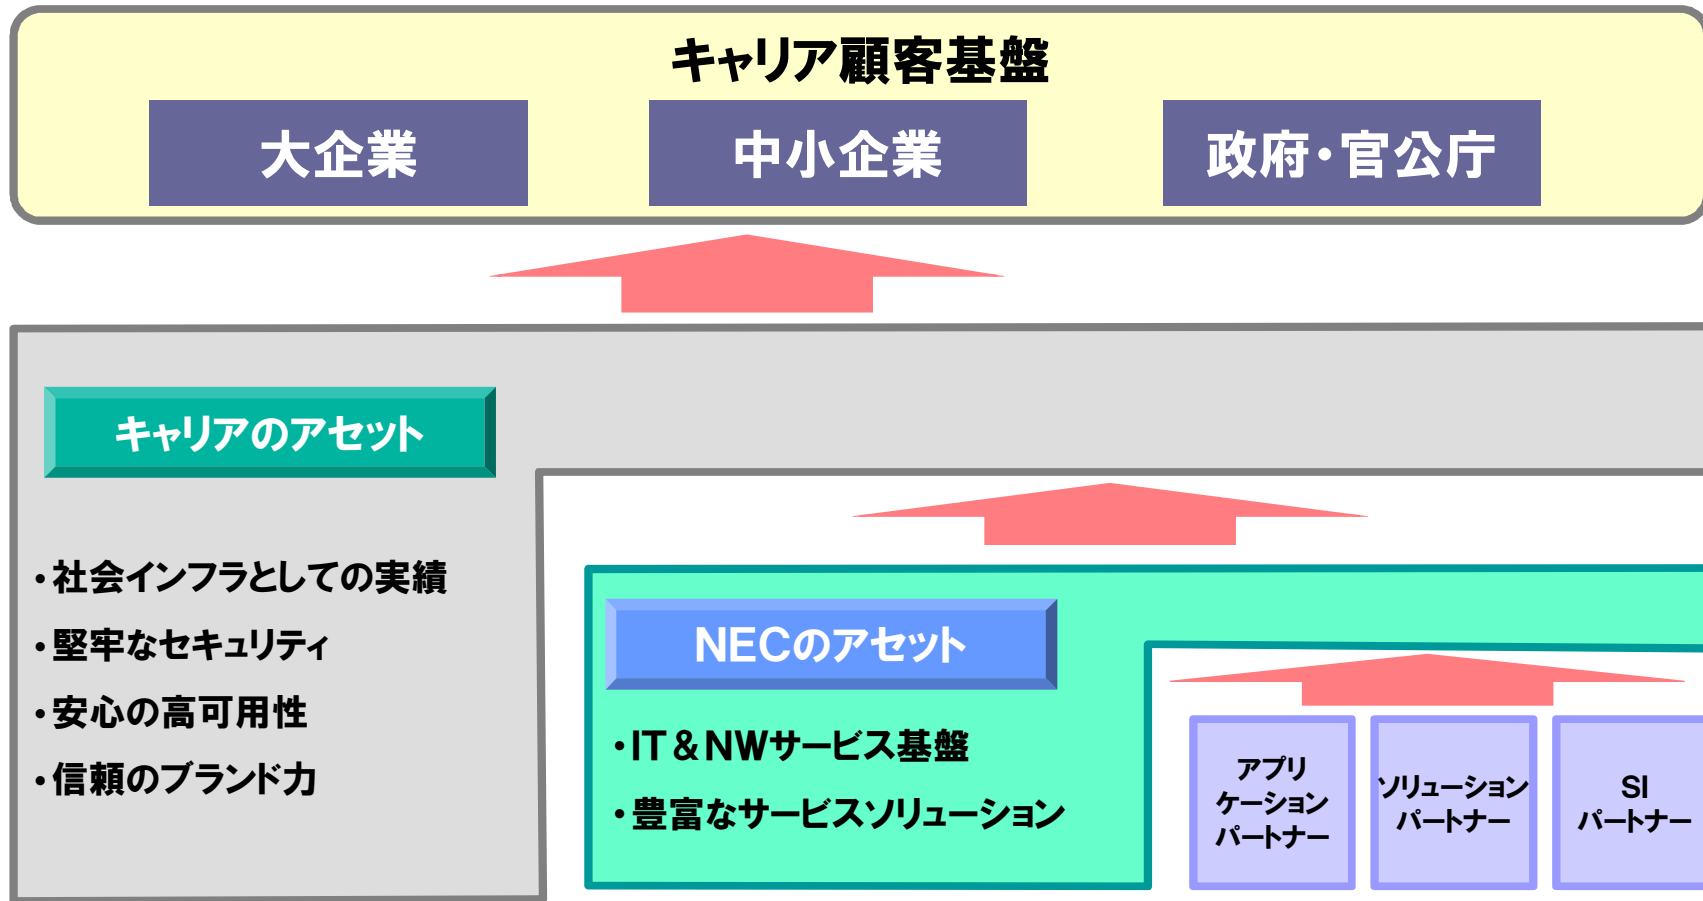 キャリア顧客基盤
大企業
中小企業
政府・官公庁
キャリアのアセット
・社会インフラとしての実績
・堅牢なセキュリティ
・安心の高可用性
・信頼のブランド力
NECのアセット
・IT＆NWサービス基盤
・豊富なサービスソリューション
アプリ
ケーション
パートナー
ソリューション
パートナー
SI
パートナー